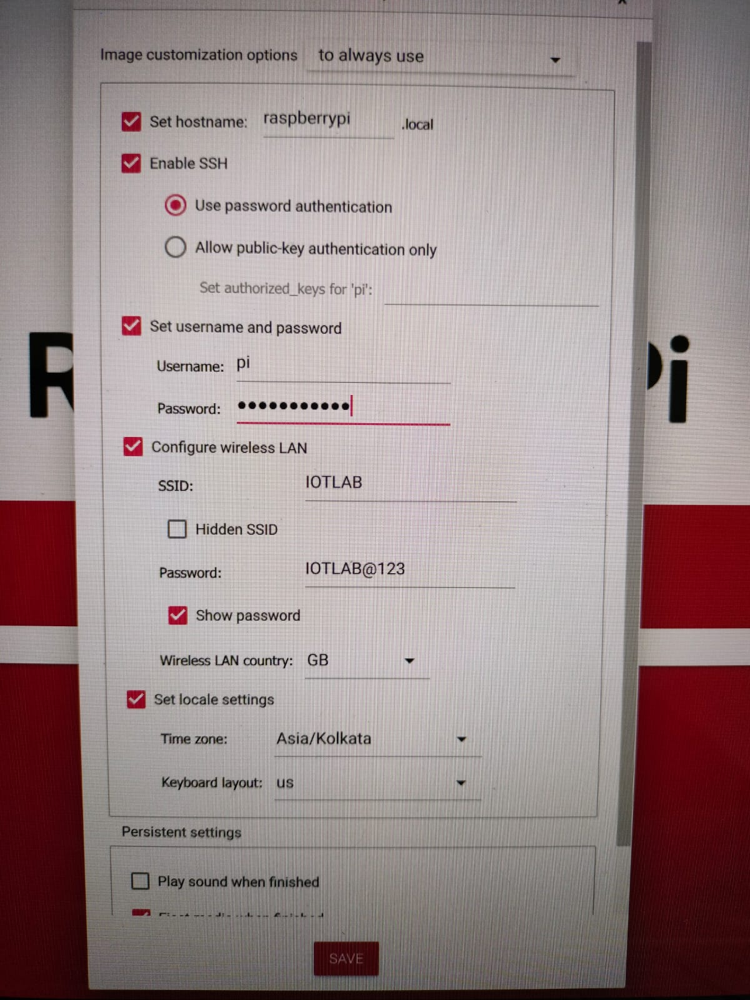 Image customization options to always use
Set hostname: raspberrypi .local
Enable SSH
Use password authentication
Allow public-key authentication only
Set authorized_keys for 'pi':
Set username and password
Username: pi
Password: •••••••••••
R Pi
Configure wireless LAN
SSID: IOTLAB
Hidden SSID
Password: IOTLAB@123
Show password
Wireless LAN country: GB
Set locale settings
Time zone: Asia/Kolkata
Keyboard layout: us
Persistent settings
Play sound when finished
SAVE